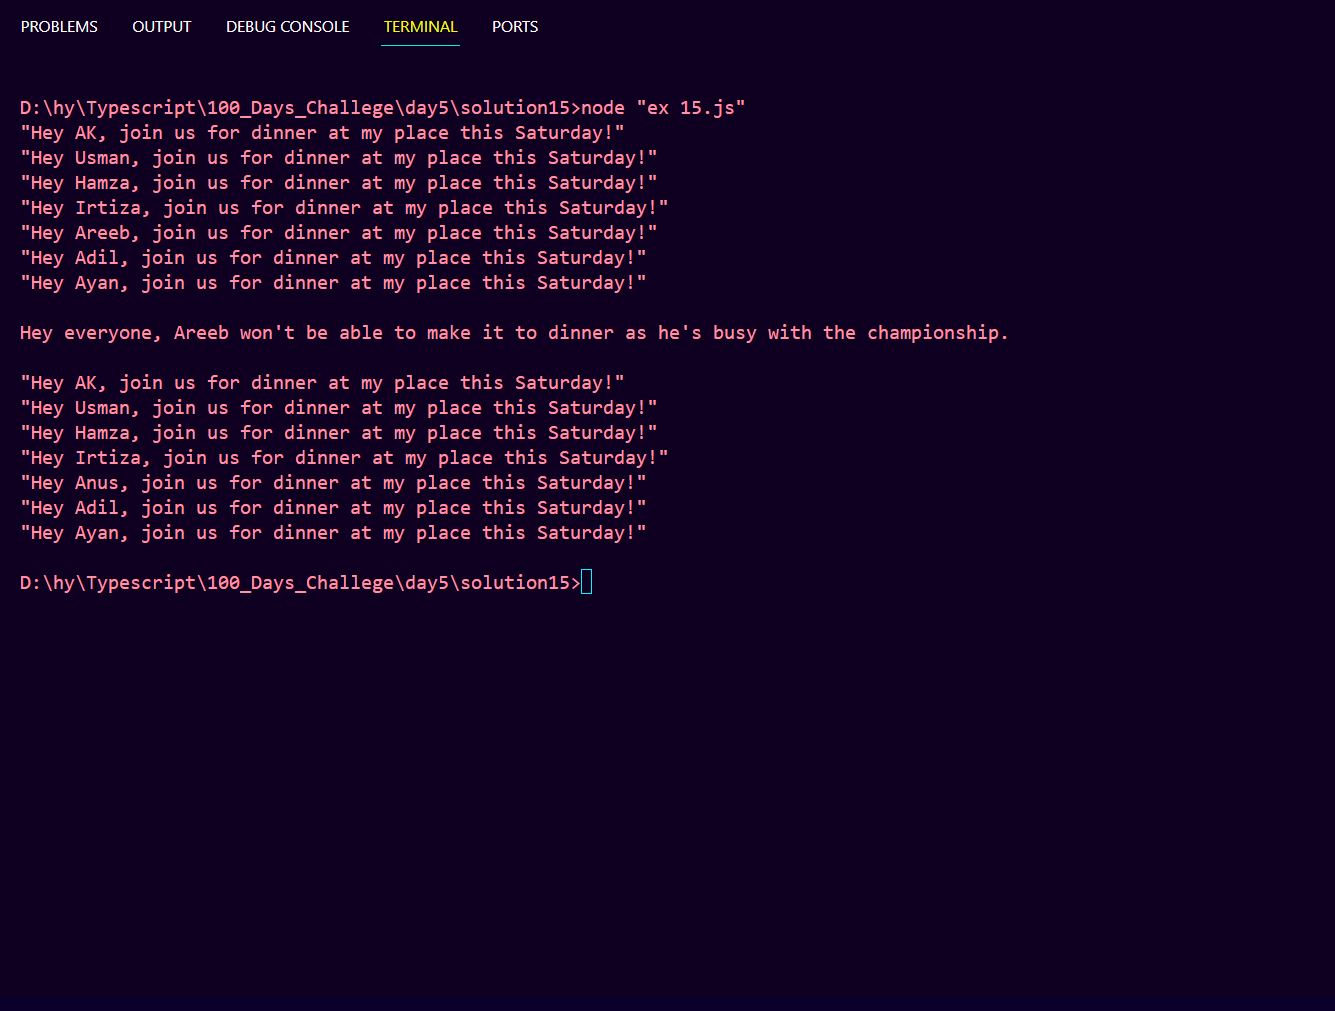 PROBLEMS OUTPUT DEBUG CONSOLE TERMINAL PORTS
D:\hy\Typescript\100_Days_Challege\day5\solution15>node "ex 15.js"
"Hey AK, join us for dinner at my place this Saturday!"
"Hey Usman, join us for dinner at my place this Saturday!"
"Hey Hamza, join us for dinner at my place this Saturday!"
"Hey Irtiza, join us for dinner at my place this Saturday!"
"Hey Areeb, join us for dinner at my place this Saturday!"
"Hey Adil, join us for dinner at my place this Saturday!"
"Hey Ayan, join us for dinner at my place this Saturday!"
Hey everyone, Areeb won't be able to make it to dinner as he's busy with the championship.
"Hey AK, join us for dinner at my place this Saturday!"
"Hey Usman, join us for dinner at my place this Saturday!"
"Hey Hamza, join us for dinner at my place this Saturday!"
"Hey Irtiza, join us for dinner at my place this Saturday!"
"Hey Anus, join us for dinner at my place this Saturday!"
"Hey Adil, join us for dinner at my place this Saturday!"
"Hey Ayan, join us for dinner at my place this Saturday!"
D:\hy\Typescript\100_Days_Challege\day5\solution15>